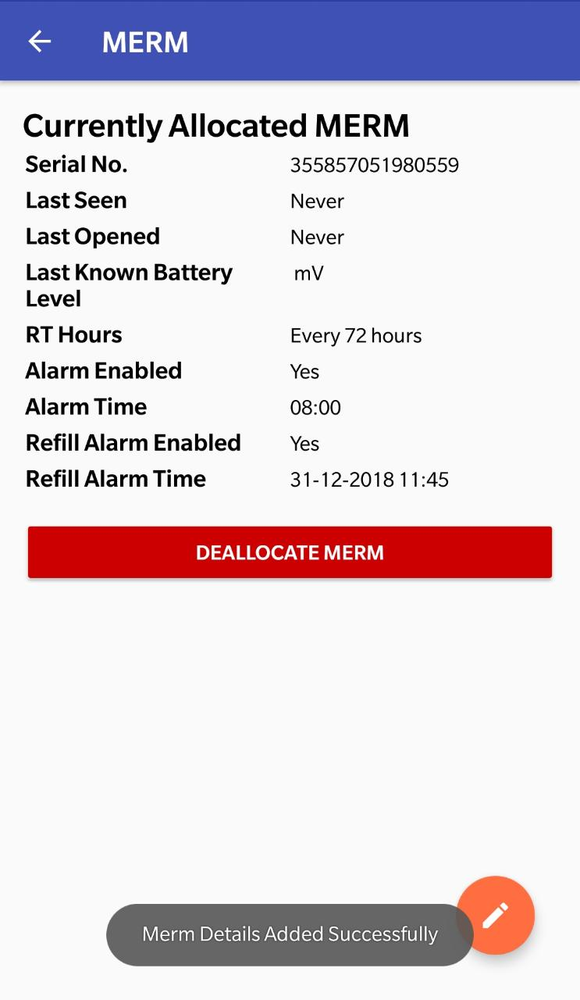 MERM
Currently Allocated MERM
Serial No. 355857051980559
Last Seen Never
Last Opened Never
Last Known Battery mV
Level
RT Hours Every 72 hours
Alarm Enabled Yes
Alarm Time 08:00
Refill Alarm Enabled Yes
Refill Alarm Time 31-12-2018 11:45
DEALLOCATE MERM
Merm Details Added Successfully